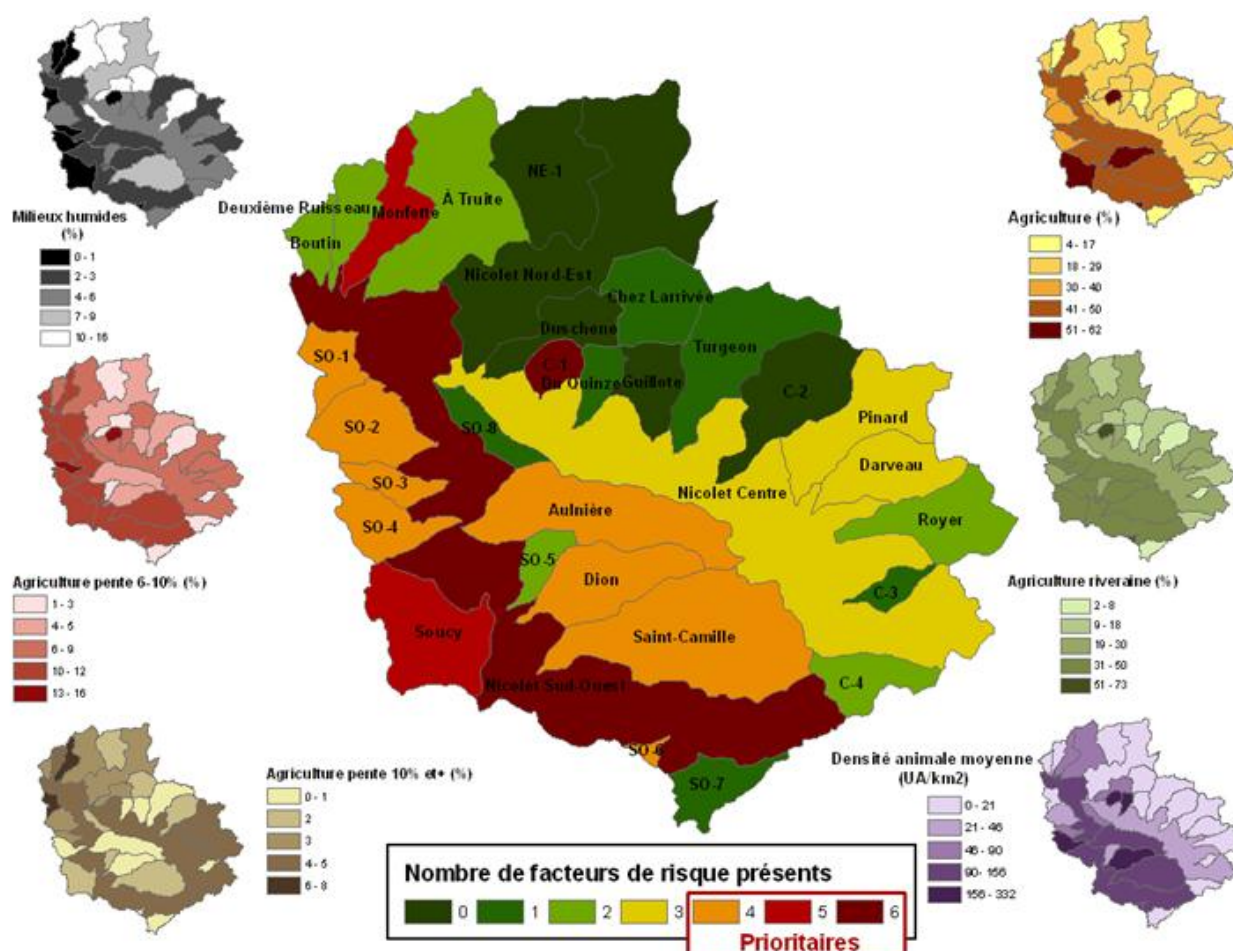 NE-1
À Truite
Monfette
Deuxième Ruisseau
Boutin
Nicolet Nord-Est
Chez Larrivée
Duschene
Turgeon
SO-1
C-1
Du Quinze
Guillote
C-2
Pinard
SO-2
SO-8
Darveau
SO-3
Nicolet Centre
SO-4
Aulnière
Royer
SO-5
Dion
C-3
Soucy
Saint-Camille
Nicolet Sud-Ouest
C-4
SO-6
SO-7
Milieux humides
(%)
0 - 1
2 - 3
4 - 6
7 - 9
10 - 16
Agriculture pente 6-10% (%)
1 - 3
4 - 5
6 - 9
10 - 12
13 - 16
Agriculture pente 10% et+ (%)
0 - 1
2
3
4 - 5
6 - 8
Agriculture (%)
4 - 17
18 - 29
30 - 40
41 - 50
51 - 62
Agriculture riveraine (%)
2 - 8
9 - 18
19 - 30
31 - 50
51 - 73
Densité animale moyenne
(UA/km2)
0 - 21
21 - 46
46 - 90
90 - 156
156 - 332
Nombre de facteurs de risque présents
0 1 2 3 4 5 6
Prioritaires